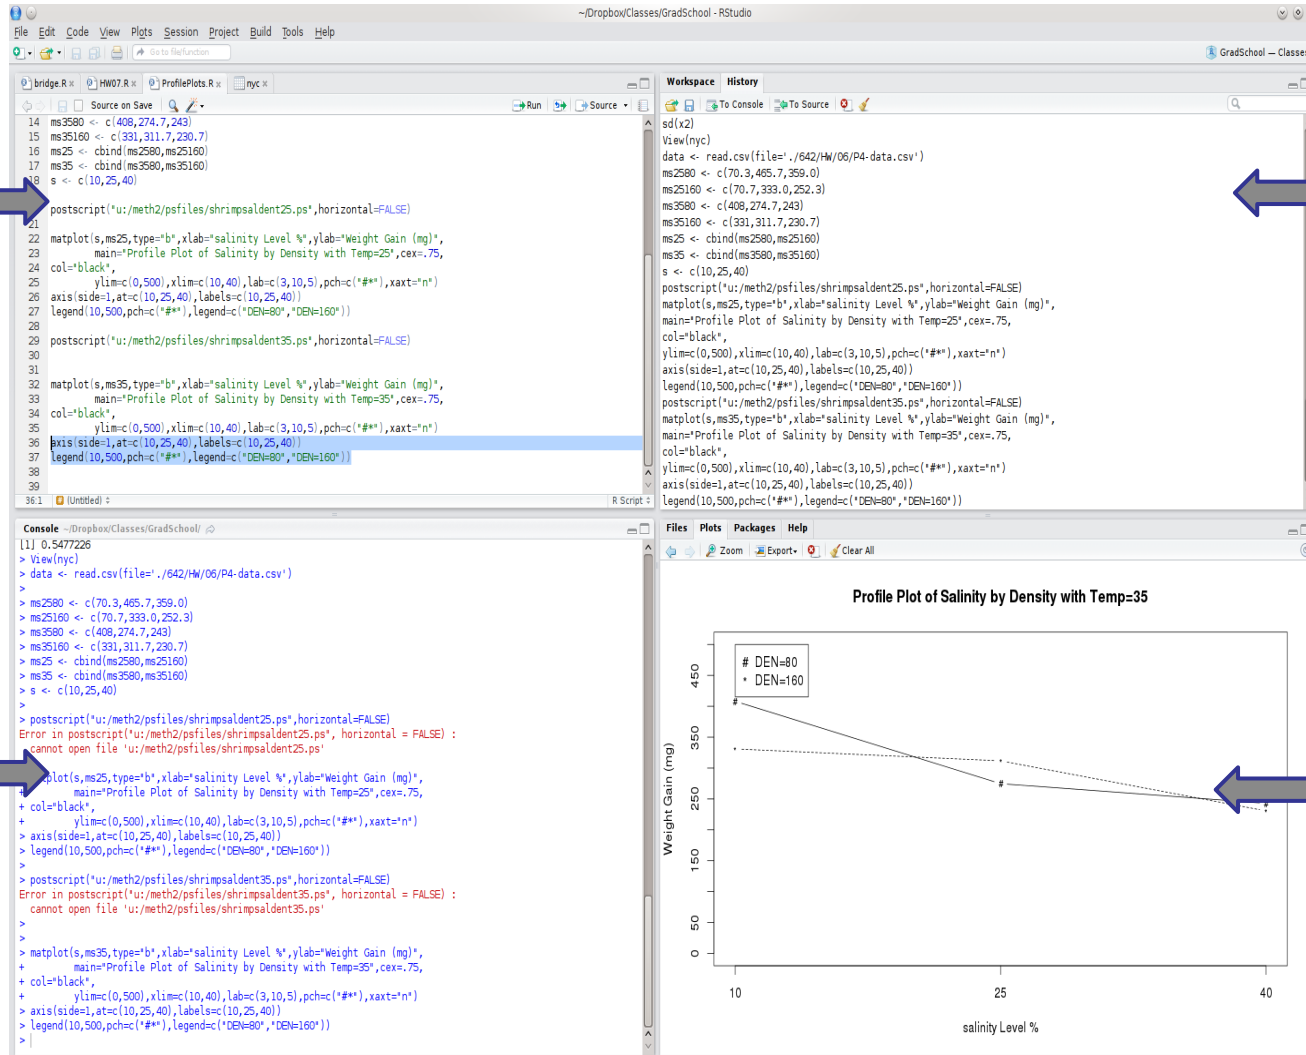 ~/Dropbox/Classes/GradSchool - RStudio
File Edit Code View Plots Session Project Build Tools Help
Go to file/function
GradSchool — Classes
bridge.R x HW07.R x ProfilePlots.R x nyc x
Source on Save Run Source
14 ms3580 <- c(408,274.7,243)
15 ms35160 <- c(331,311.7,230.7)
16 ms25 <- cbind(ms2580,ms25160)
17 ms35 <- cbind(ms3580,ms35160)
18 s <- c(10,25,40)
postscript("u:/meth2/psfiles/shrimpsaldent25.ps",horizontal=FALSE)
21
22 matplot(s,ms25,type="b",xlab="salinity Level %",ylab="Weight Gain (mg)",
23 main="Profile Plot of Salinity by Density with Temp=25",cex=.75,
24 col="black",
25 ylim=c(0,500),xlim=c(10,40),lab=c(3,10,5),pch=c("#*"),xaxt="n")
26 axis(side=1,at=c(10,25,40),labels=c(10,25,40))
27 legend(10,500,pch=c("#*"),legend=c("DEN=80","DEN=160"))
28
29 postscript("u:/meth2/psfiles/shrimpsaldent35.ps",horizontal=FALSE)
30
31
32 matplot(s,ms35,type="b",xlab="salinity Level %",ylab="Weight Gain (mg)",
33 main="Profile Plot of Salinity by Density with Temp=35",cex=.75,
34 col="black",
35 ylim=c(0,500),xlim=c(10,40),lab=c(3,10,5),pch=c("#*"),xaxt="n")
36 axis(side=1,at=c(10,25,40),labels=c(10,25,40))
37 legend(10,500,pch=c("#*"),legend=c("DEN=80","DEN=160"))
38
39
36:1 (Untitled) R Script
Workspace History
To Console To Source
sd(x2)
View(nyc)
data <- read.csv(file='./642/HW/06/P4-data.csv')
ms2580 <- c(70.3,465.7,359.0)
ms25160 <- c(70.7,333.0,252.3)
ms3580 <- c(408,274.7,243)
ms35160 <- c(331,311.7,230.7)
ms25 <- cbind(ms2580,ms25160)
ms35 <- cbind(ms3580,ms35160)
s <- c(10,25,40)
postscript("u:/meth2/psfiles/shrimpsaldent25.ps",horizontal=FALSE)
matplot(s,ms25,type="b",xlab="salinity Level %",ylab="Weight Gain (mg)",
main="Profile Plot of Salinity by Density with Temp=25",cex=.75,
col="black",
ylim=c(0,500),xlim=c(10,40),lab=c(3,10,5),pch=c("#*"),xaxt="n")
axis(side=1,at=c(10,25,40),labels=c(10,25,40))
legend(10,500,pch=c("#*"),legend=c("DEN=80","DEN=160"))
postscript("u:/meth2/psfiles/shrimpsaldent35.ps",horizontal=FALSE)
matplot(s,ms35,type="b",xlab="salinity Level %",ylab="Weight Gain (mg)",
main="Profile Plot of Salinity by Density with Temp=35",cex=.75,
col="black",
ylim=c(0,500),xlim=c(10,40),lab=c(3,10,5),pch=c("#*"),xaxt="n")
axis(side=1,at=c(10,25,40),labels=c(10,25,40))
legend(10,500,pch=c("#*"),legend=c("DEN=80","DEN=160"))
Console ~/Dropbox/Classes/GradSchool/
[1] 0.5477226
> View(nyc)
> data <- read.csv(file='./642/HW/06/P4-data.csv')
>
> ms2580 <- c(70.3,465.7,359.0)
> ms25160 <- c(70.7,333.0,252.3)
> ms3580 <- c(408,274.7,243)
> ms35160 <- c(331,311.7,230.7)
> ms25 <- cbind(ms2580,ms25160)
> ms35 <- cbind(ms3580,ms35160)
> s <- c(10,25,40)
>
> postscript("u:/meth2/psfiles/shrimpsaldent25.ps",horizontal=FALSE)
Error in postscript("u:/meth2/psfiles/shrimpsaldent25.ps", horizontal = FALSE) :
cannot open file 'u:/meth2/psfiles/shrimpsaldent25.ps'
plot(s,ms25,type="b",xlab="salinity Level %",ylab="Weight Gain (mg)",
+ main="Profile Plot of Salinity by Density with Temp=25",cex=.75,
+ col="black",
+ ylim=c(0,500),xlim=c(10,40),lab=c(3,10,5),pch=c("#*"),xaxt="n")
> axis(side=1,at=c(10,25,40),labels=c(10,25,40))
> legend(10,500,pch=c("#*"),legend=c("DEN=80","DEN=160"))
>
> postscript("u:/meth2/psfiles/shrimpsaldent35.ps",horizontal=FALSE)
Error in postscript("u:/meth2/psfiles/shrimpsaldent35.ps", horizontal = FALSE) :
cannot open file 'u:/meth2/psfiles/shrimpsaldent35.ps'
>
>
> matplot(s,ms35,type="b",xlab="salinity Level %",ylab="Weight Gain (mg)",
+ main="Profile Plot of Salinity by Density with Temp=35",cex=.75,
+ col="black",
+ ylim=c(0,500),xlim=c(10,40),lab=c(3,10,5),pch=c("#*"),xaxt="n")
> axis(side=1,at=c(10,25,40),labels=c(10,25,40))
> legend(10,500,pch=c("#*"),legend=c("DEN=80","DEN=160"))
>
Files Plots Packages Help
Zoom Export Clear All
Profile Plot of Salinity by Density with Temp=35
# DEN=80
* DEN=160
Weight Gain (mg)
450
350
250
150
50
0
10 25 40
salinity Level %